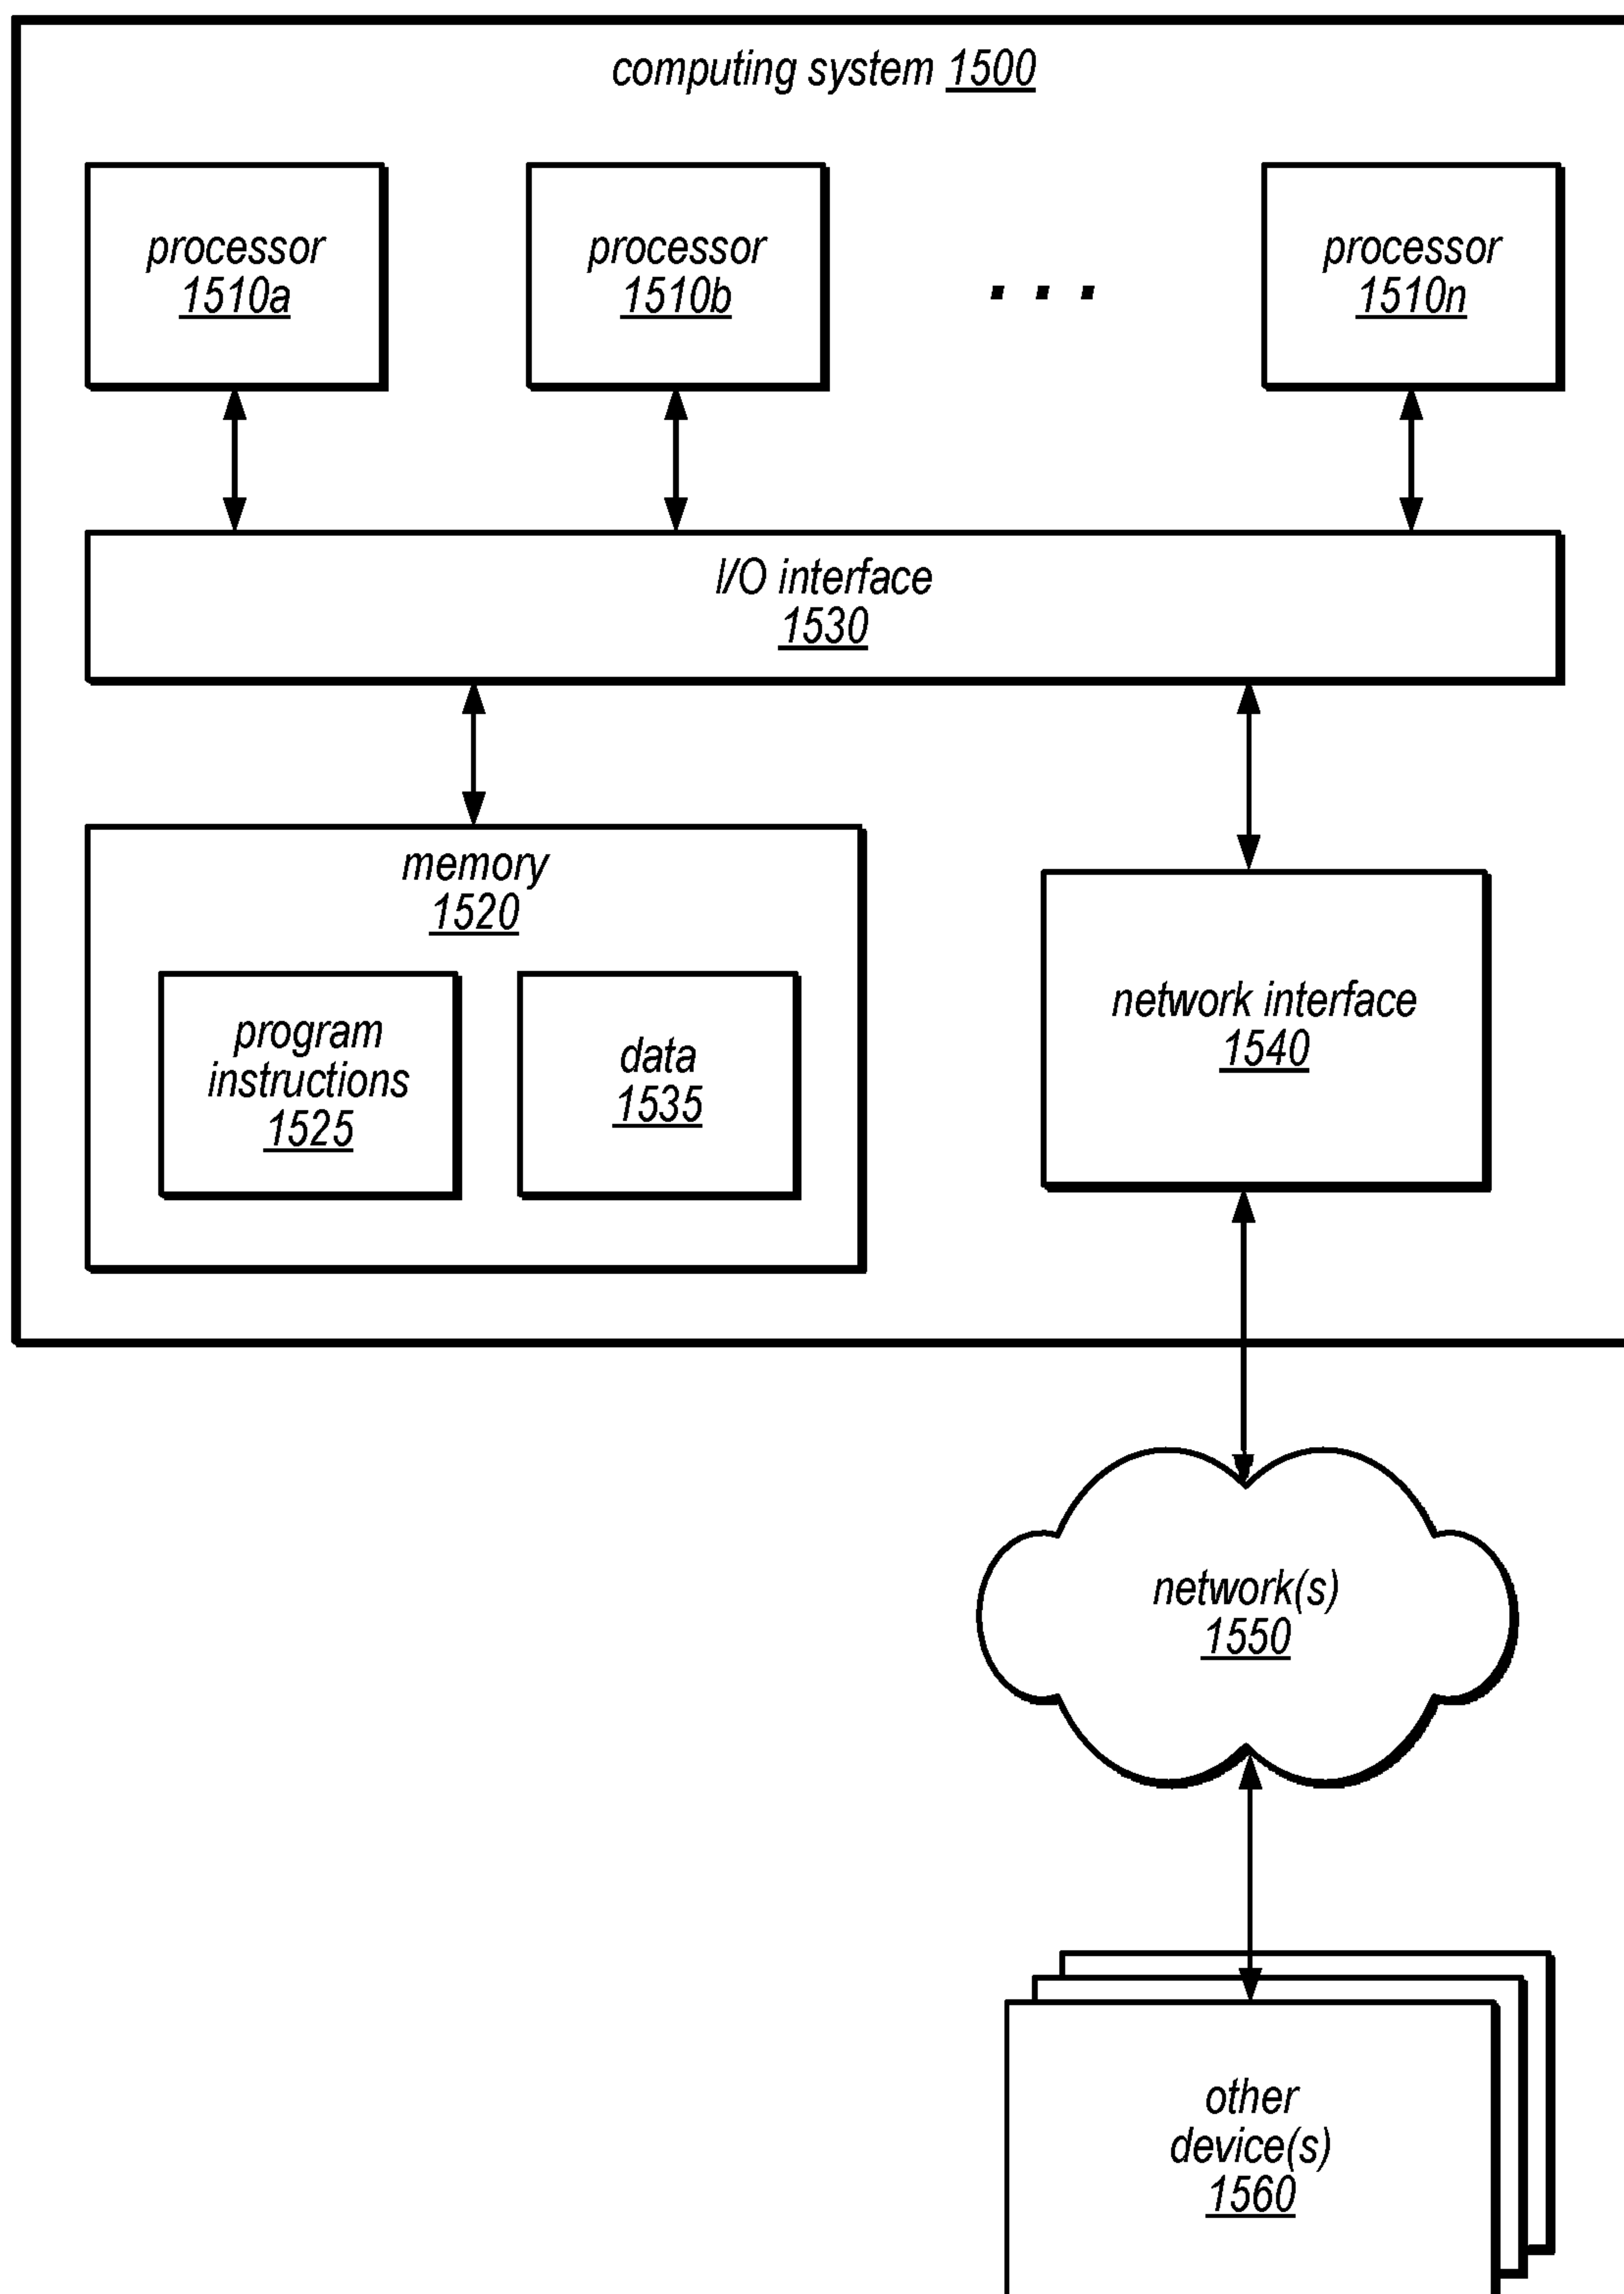 computing system 1500
processor
1510a
processor
1510b
. . .
processor
1510n
I/O interface
1530
memory
1520
program
instructions
1525
data
1535
network interface
1540
network(s)
1550
other
device(s)
1560